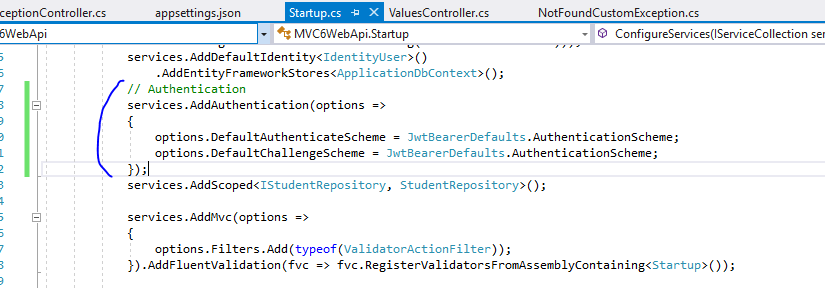 ceptionController.cs appsettings.json Startup.cs ValuesController.cs NotFoundCustomException.cs
6WebApi MVC6WebApi.Startup ConfigureServices(IServiceCollection ser
services.AddDefaultIdentity<IdentityUser>()
.AddEntityFrameworkStores<ApplicationDbContext>();
// Authentication
services.AddAuthentication(options =>
{
options.DefaultAuthenticateScheme = JwtBearerDefaults.AuthenticationScheme;
options.DefaultChallengeScheme = JwtBearerDefaults.AuthenticationScheme;
});
services.AddScoped<IStudentRepository, StudentRepository>();
services.AddMvc(options =>
{
options.Filters.Add(typeof(ValidatorActionFilter));
}).AddFluentValidation(fvc => fvc.RegisterValidatorsFromAssemblyContaining<Startup>());